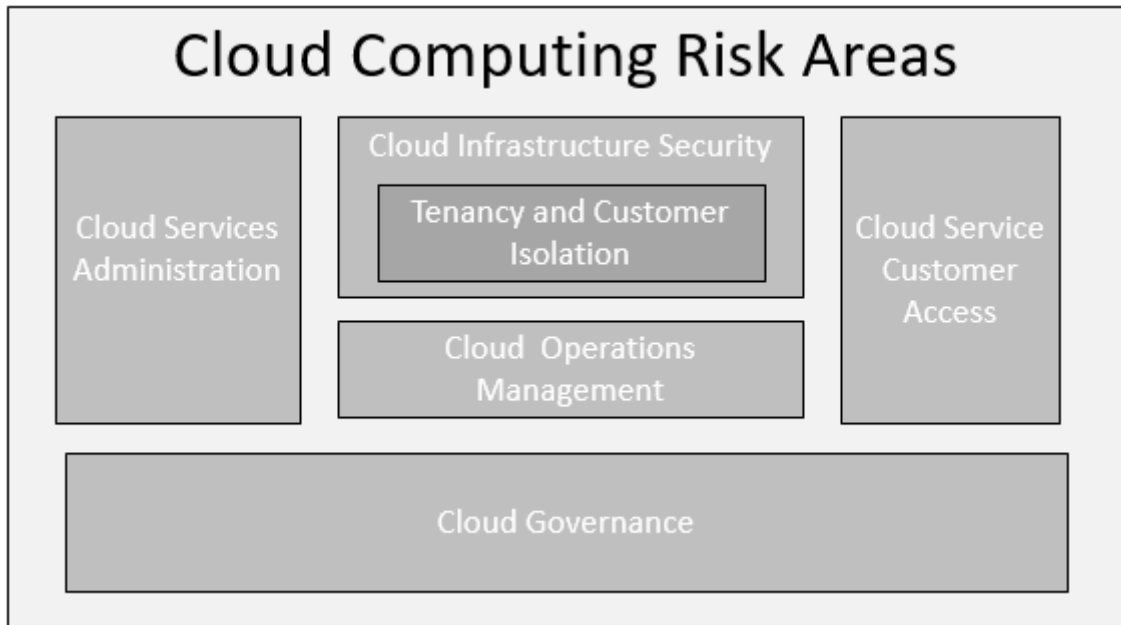 Cloud Computing Risk Areas
Cloud Services
Administration
Cloud Infrastructure Security
Tenancy and Customer
Isolation
Cloud  Operations
Management
Cloud Service
Customer
Access
Cloud Governance